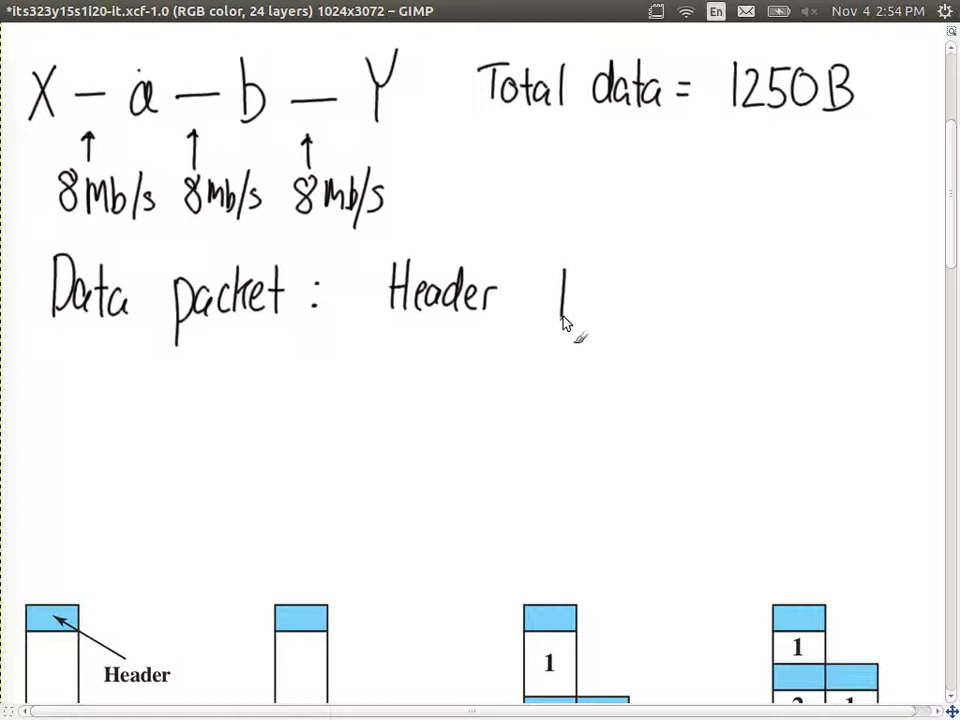 *its323y15s1l20-it.xcf-1.0 (RGB color, 24 layers) 1024x3072 – GIMP
En
Nov 4 2:54 PM
X – a – b – Y
Total data = 1250B
8Mb/s 8Mb/s 8Mb/s
Data packet : Header
Header
1
1
2 1